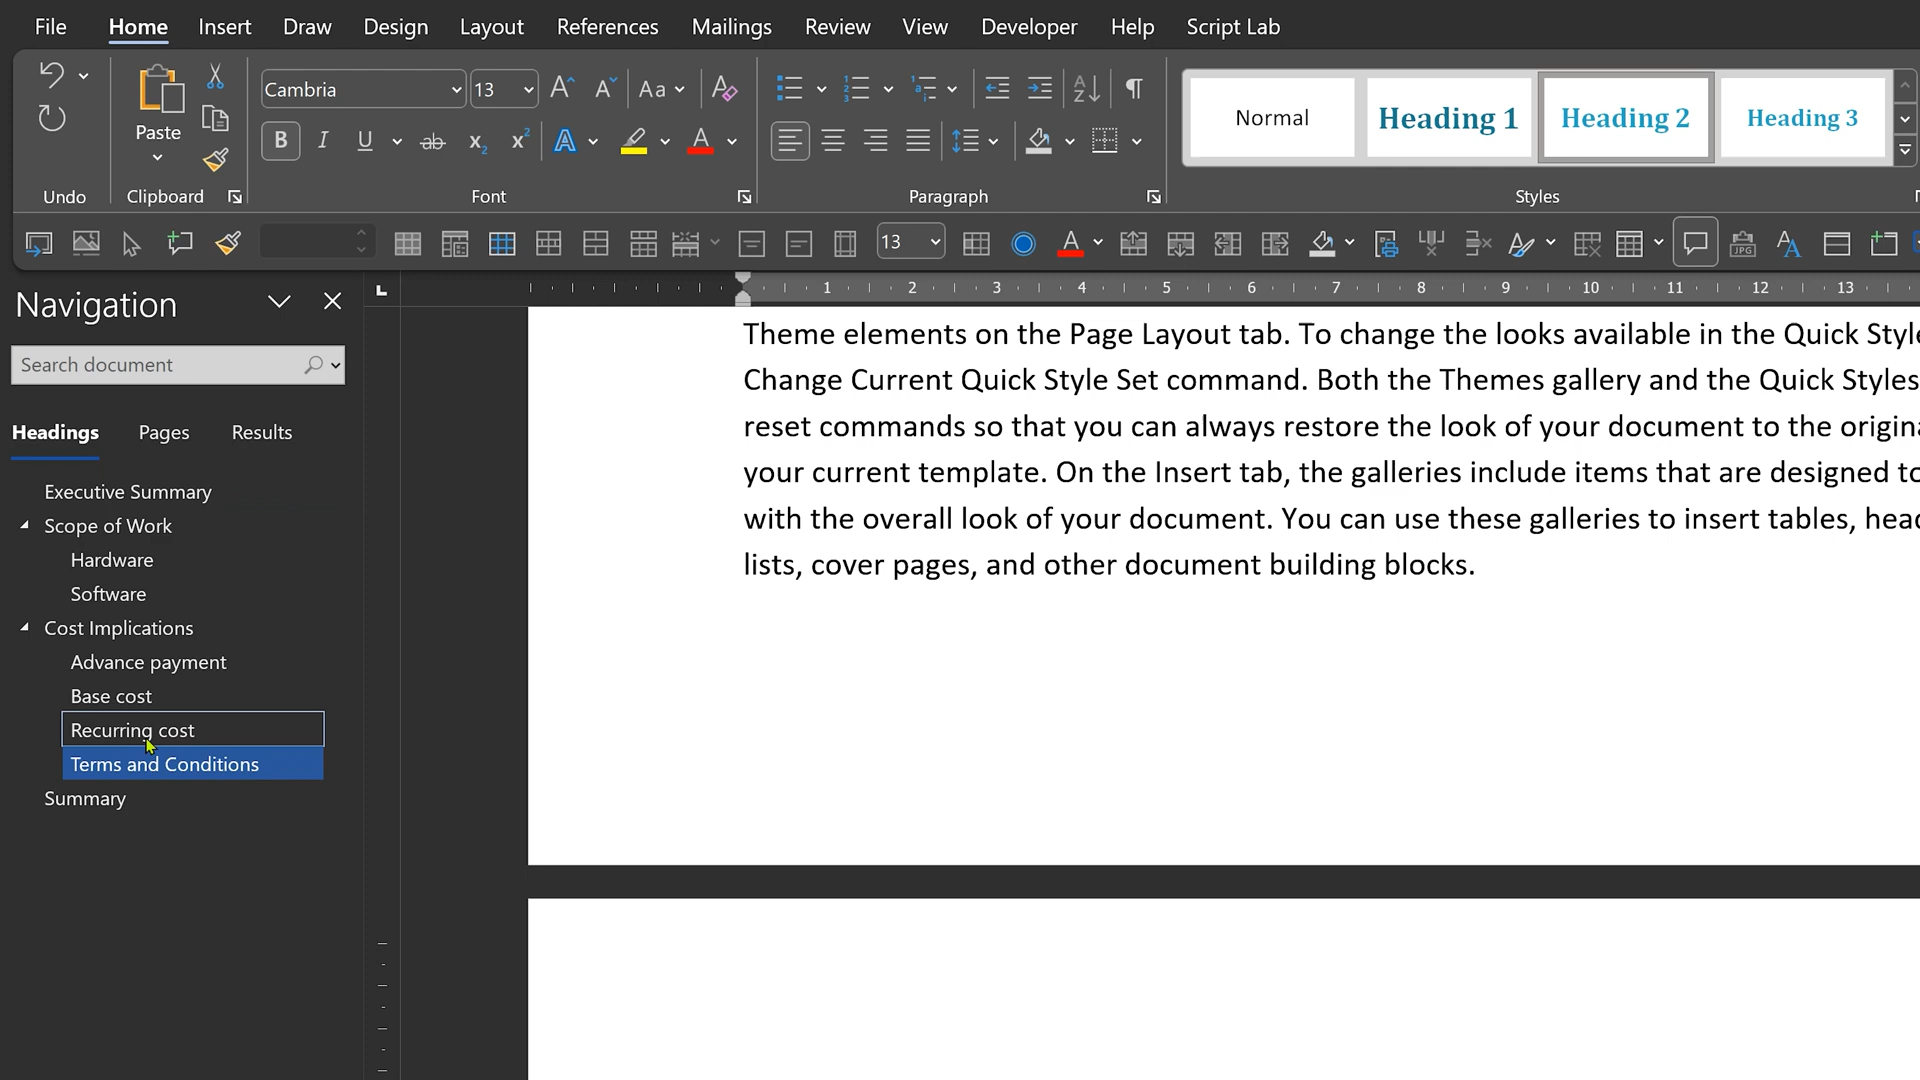 File Home Insert Draw Design Layout References Mailings Review View Developer Help Script Lab
Cambria 13 Aa
Paste
B I U ab x2 x2 A A
Normal Heading 1 Heading 2 Heading 3
Undo Clipboard Font Paragraph Styles
13 A JPG A
Navigation
1 2 3 4 5 6 7 8 9 10 11 12 13
Search document
Headings Pages Results
Executive Summary
Scope of Work
Hardware
Software
Cost Implications
Advance payment
Base cost
Recurring cost
Terms and Conditions
Summary
Theme elements on the Page Layout tab. To change the looks available in the Quick Style
Change Current Quick Style Set command. Both the Themes gallery and the Quick Styles
reset commands so that you can always restore the look of your document to the origina
your current template. On the Insert tab, the galleries include items that are designed to
with the overall look of your document. You can use these galleries to insert tables, head
lists, cover pages, and other document building blocks.